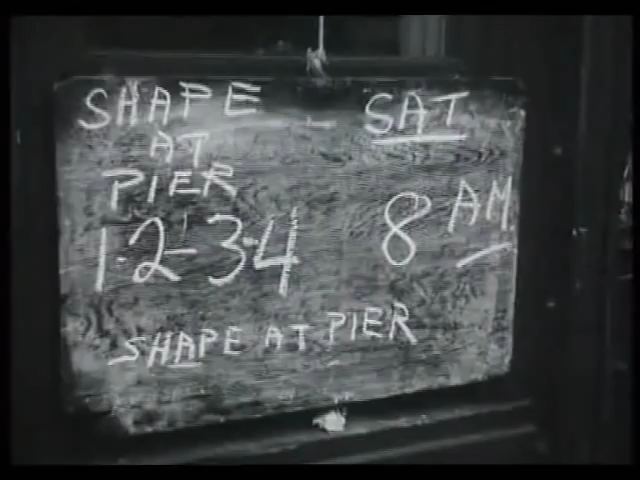 SHAPE - SAT
AT
PIER
1-2-3-4 8 AM
SHAPE AT PIER